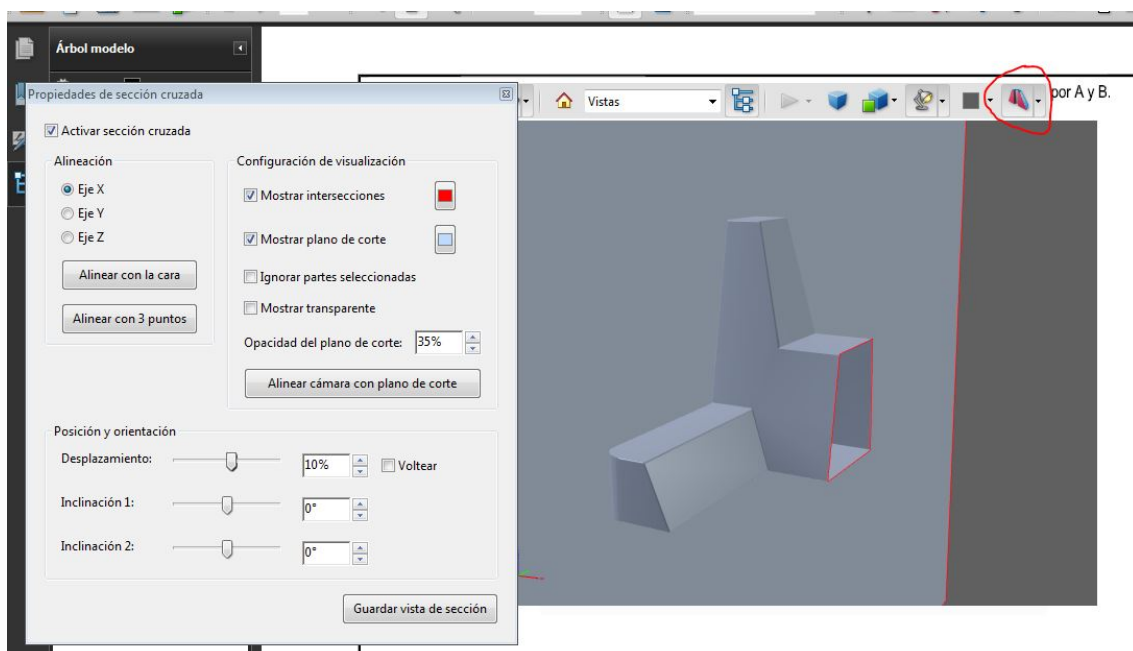 Árbol modelo
Propiedades de sección cruzada
Vistas
por A y B.
Activar sección cruzada
Alineación
Eje X
Eje Y
Eje Z
Alinear con la cara
Alinear con 3 puntos
Configuración de visualización
Mostrar intersecciones
Mostrar plano de corte
Ignorar partes seleccionadas
Mostrar transparente
Opacidad del plano de corte: 35%
Alinear cámara con plano de corte
Posición y orientación
Desplazamiento: 10% Voltear
Inclinación 1: 0°
Inclinación 2: 0°
Guardar vista de sección